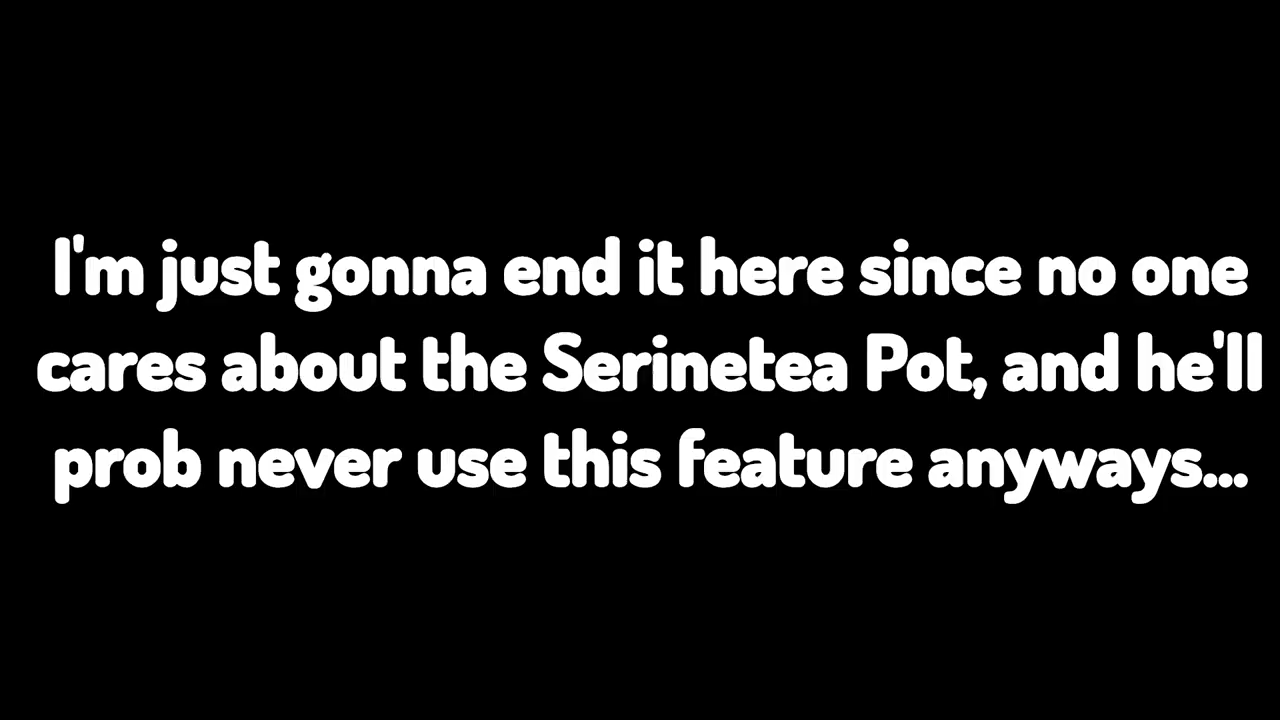 I'm just gonna end it here since no one
cares about the Serinetea Pot, and he'll
prob never use this feature anyways...